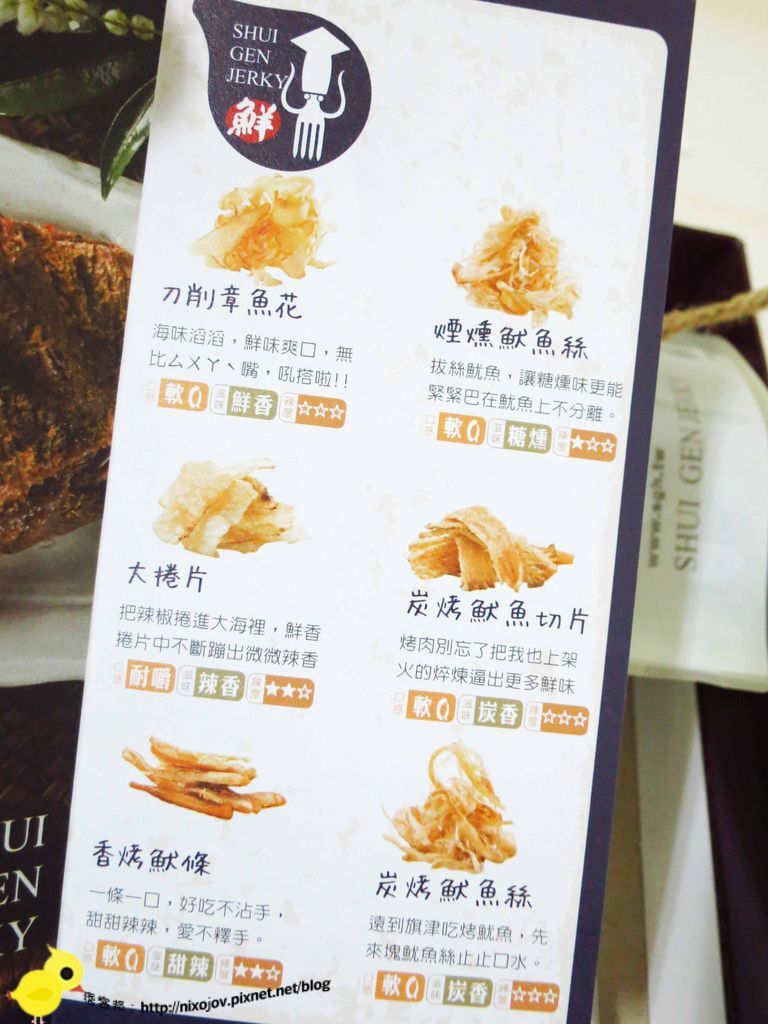 SHUI
GEN
JERKY
鮮
刀削章魚花
海味滔滔，鮮味爽口，無
比ㄙㄨㄚˋ嘴，吼搭啦!!
口感 軟Q 滋味 鮮香 辣度 ☆☆☆
煙燻魷魚絲
拔絲魷魚，讓糖燻味更能
緊緊巴在魷魚上不分離。
口感 軟Q 滋味 糖燻 辣度 ★☆☆
大捲片
把辣椒捲進大海裡，鮮香
捲片中不斷蹦出微微辣香
口感 耐嚼 滋味 辣香 辣度 ★★☆
炭烤魷魚切片
烤肉別忘了把我也上架
火的焠煉逼出更多鮮味
口感 軟Q 滋味 炭香 辣度 ☆☆☆
香烤魷條
一條一口，好吃不沾手，
甜甜辣辣，愛不釋手。
口感 軟Q 滋味 甜辣 辣度 ★★☆
炭烤魷魚絲
遠到旗津吃烤魷魚，先
來塊魷魚絲止止口水。
口感 軟Q 滋味 炭香 辣度 ☆☆☆
www.sgh.tw
SHUI GEN JERKY
UI
EN
Y
痞客邦：http://nixojov.pixnet.net/blog